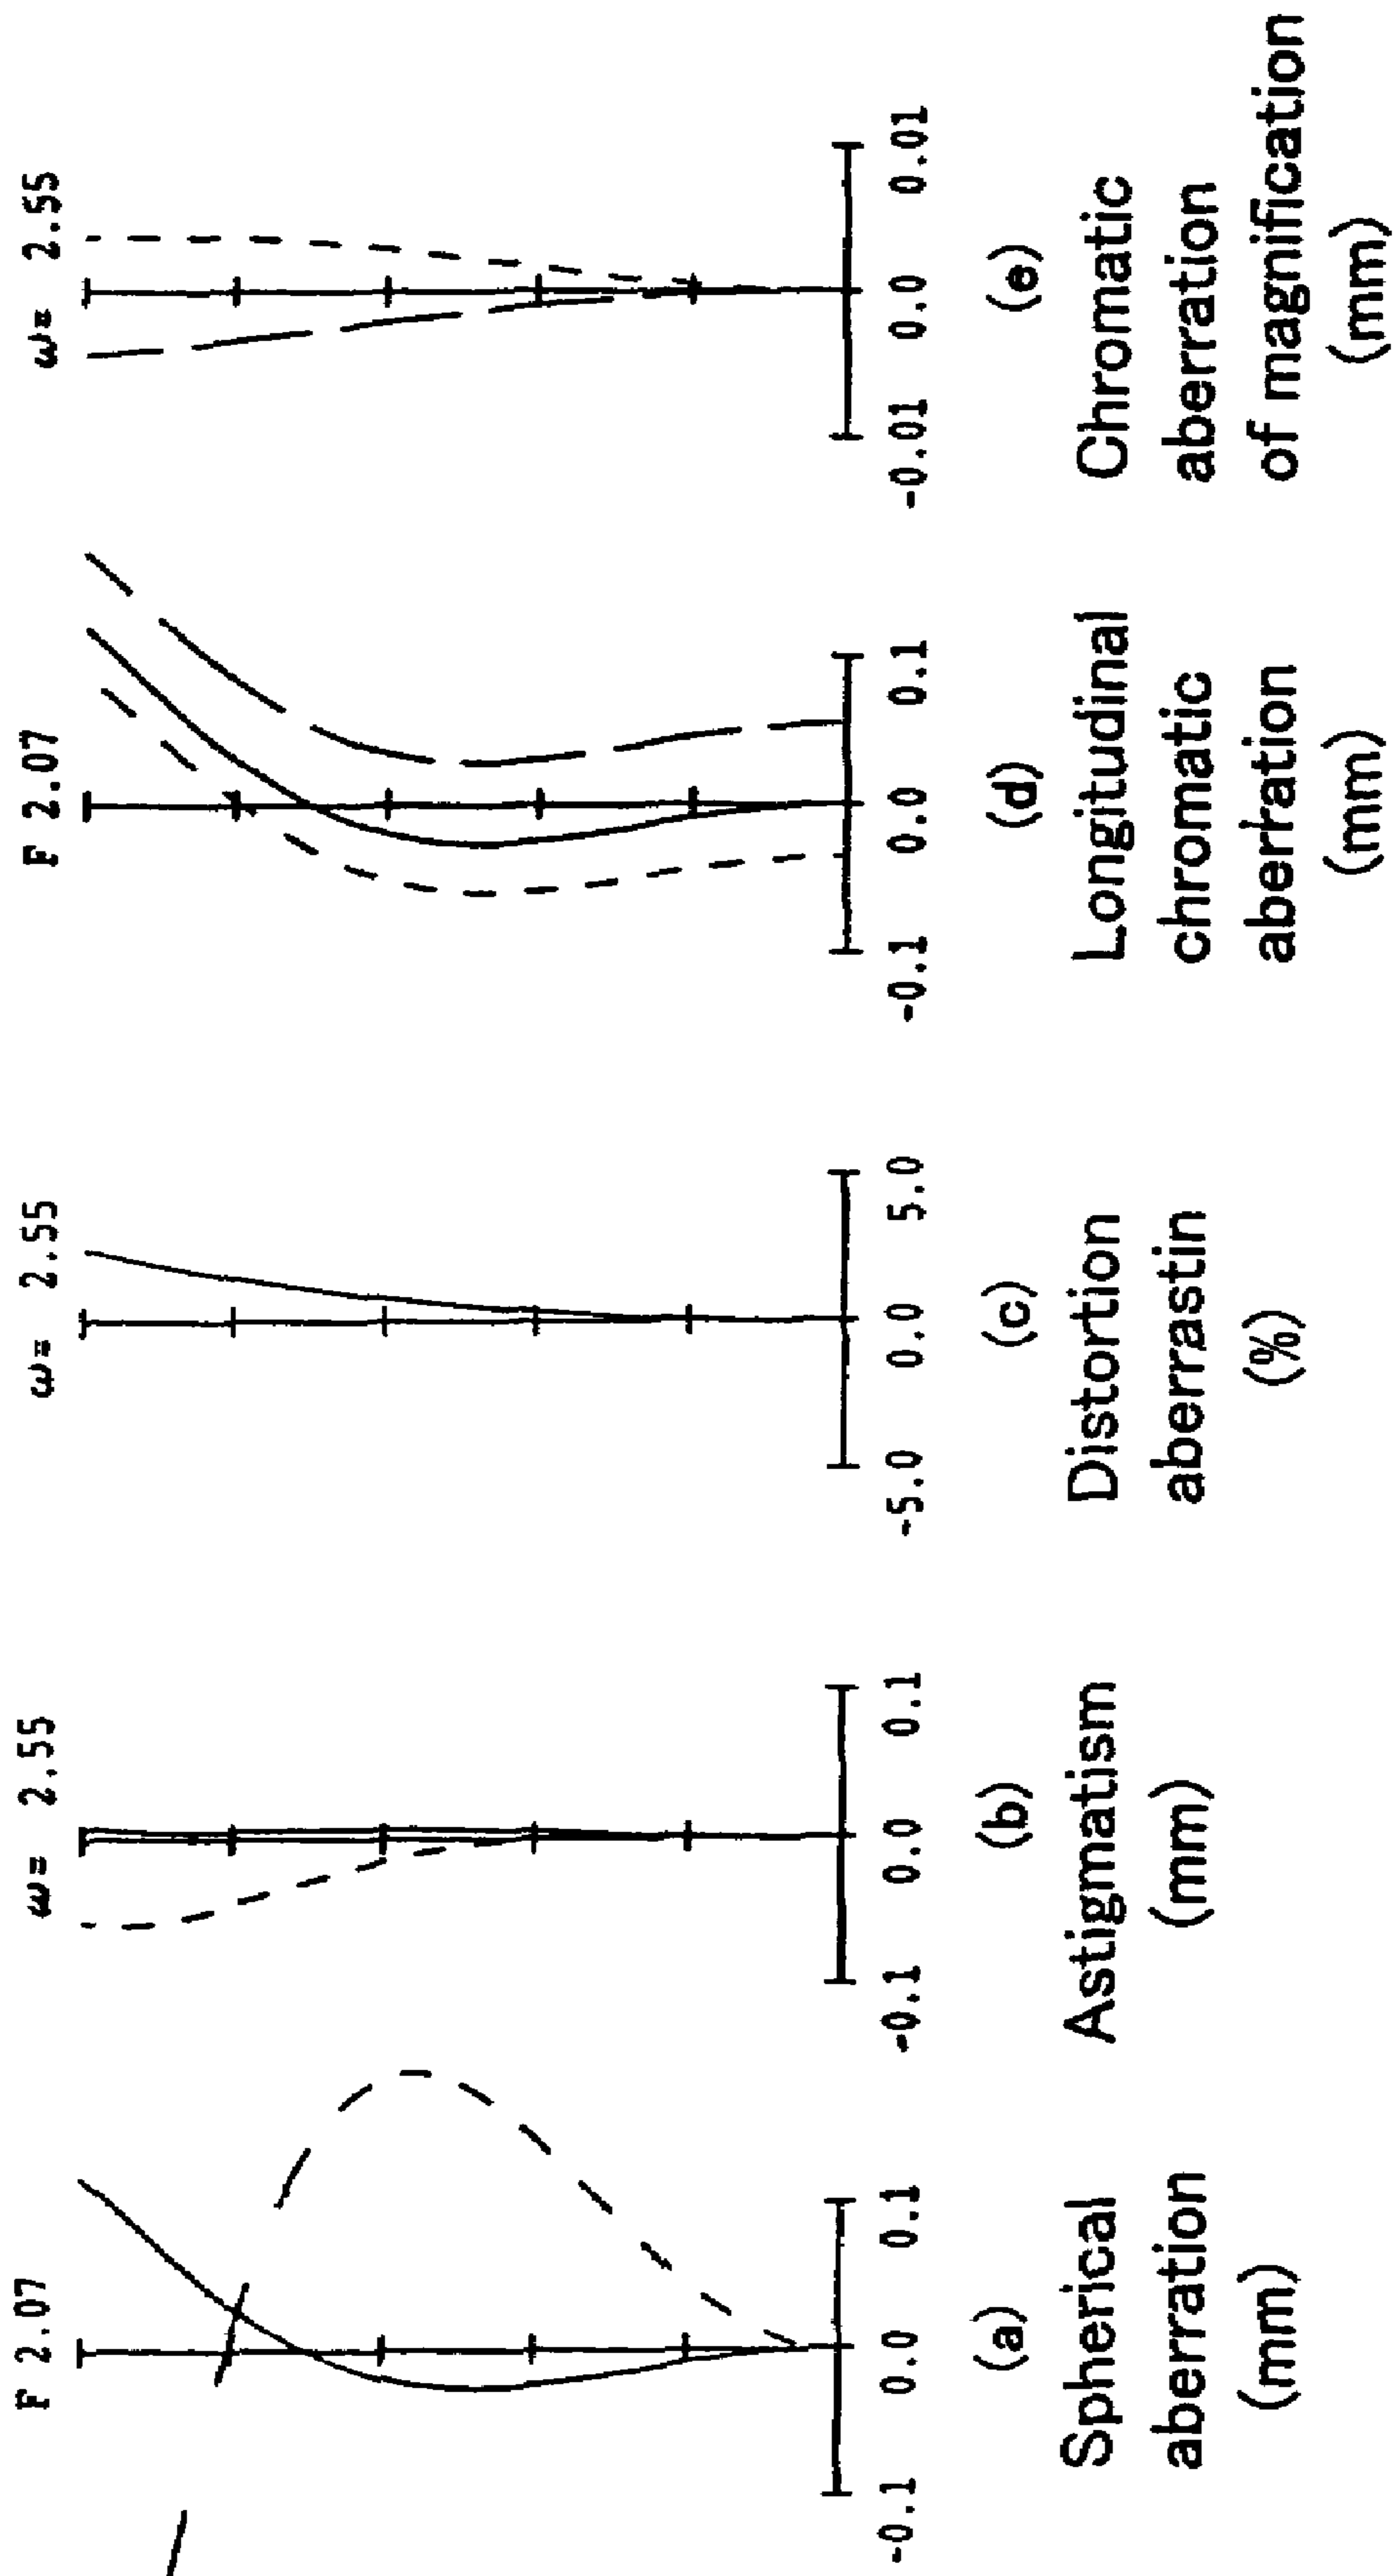 F 2.07
-0.1 0.0 0.1
(a)
Spherical
aberration
(mm)
ω= 2.55
-0.1 0.0 0.1
(b)
Astigmatism
(mm)
ω= 2.55
-5.0 0.0 5.0
(c)
Distortion
aberrastin
(%)
F 2.07
-0.1 0.0 0.1
(d)
Longitudinal
chromatic
aberration
(mm)
ω= 2.55
-0.01 0.0 0.01
(e)
Chromatic
aberration
of magnification
(mm)